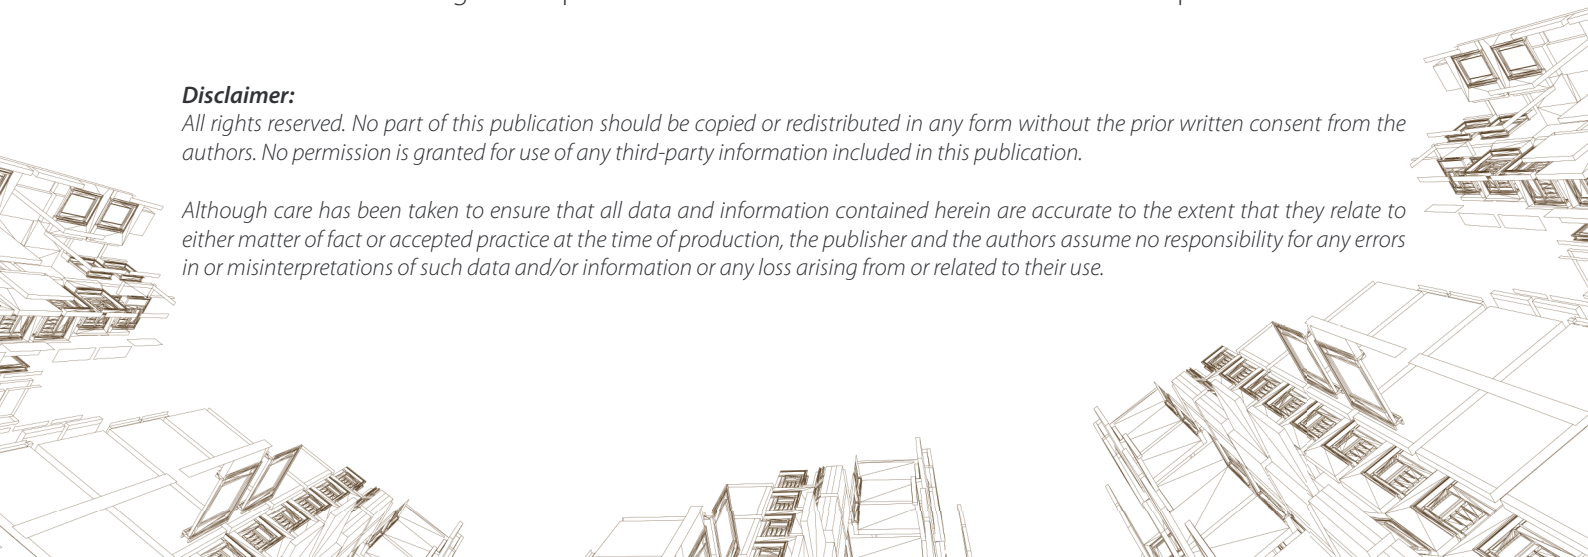 Disclaimer:
All rights reserved. No part of this publication should be copied or redistributed in any form without the prior written consent from the
authors. No permission is granted for use of any third-party information included in this publication.
Although care has been taken to ensure that all data and information contained herein are accurate to the extent that they relate to
either matter of fact or accepted practice at the time of production, the publisher and the authors assume no responsibility for any errors
in or misinterpretations of such data and/or information or any loss arising from or related to their use.